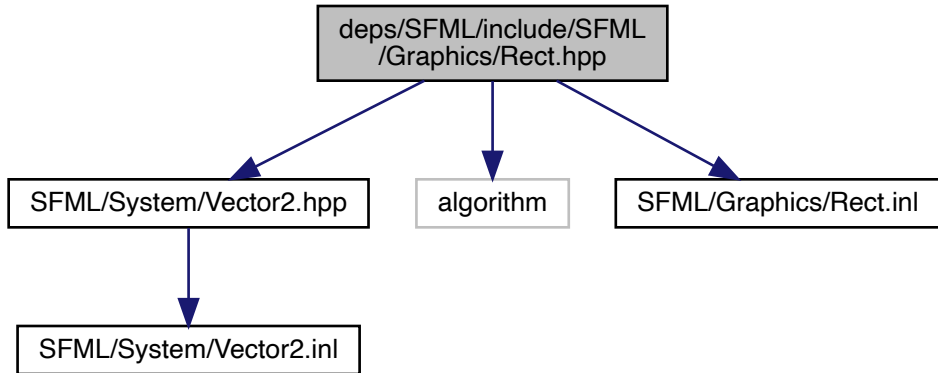 deps/SFML/include/SFML
/Graphics/Rect.hpp
SFML/System/Vector2.hpp
algorithm
SFML/Graphics/Rect.inl
SFML/System/Vector2.inl